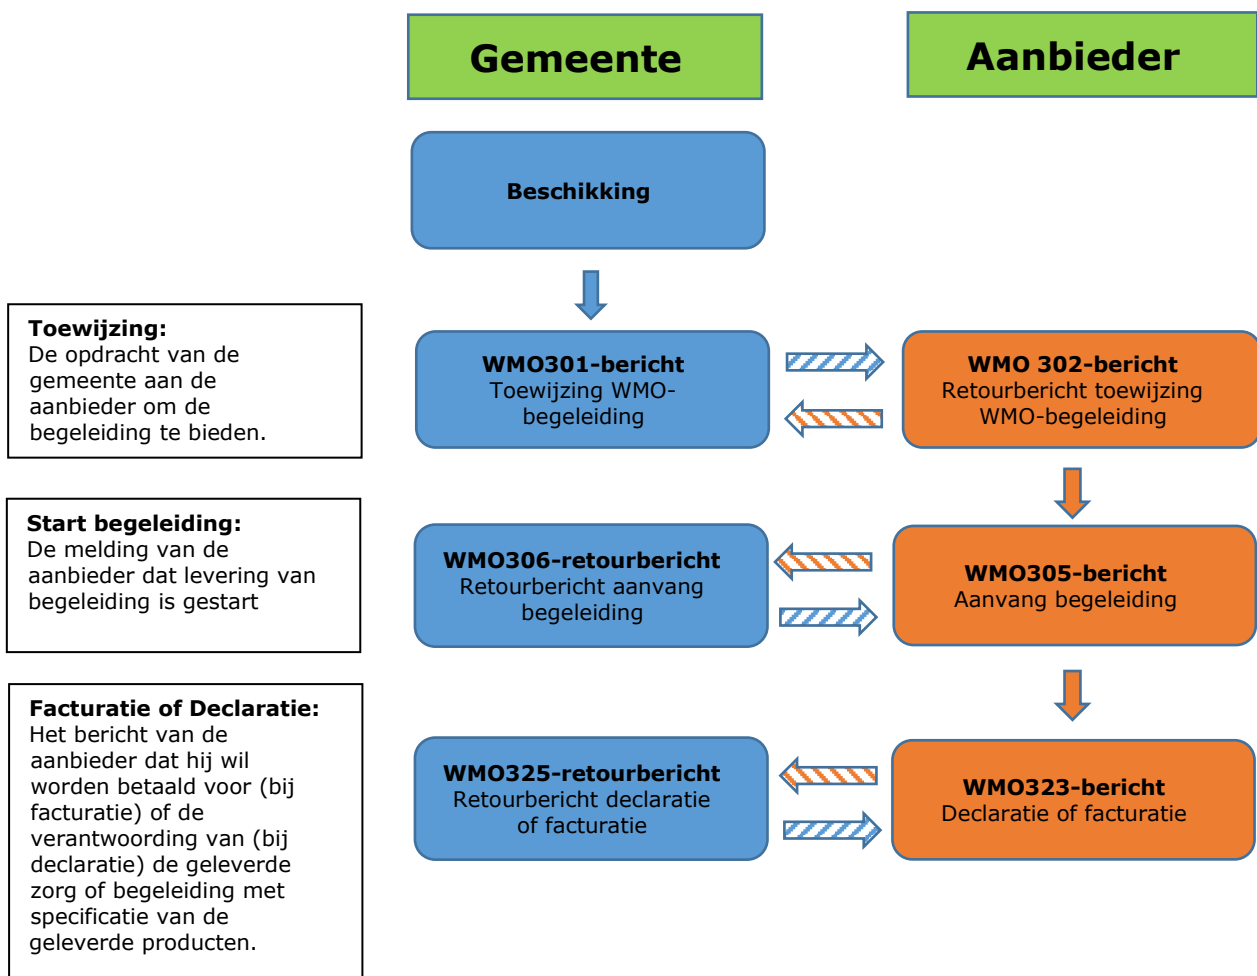 Gemeente
Aanbieder
Beschikking
Toewijzing:
De opdracht van de
gemeente aan de
aanbieder om de
begeleiding te bieden.
WMO301-bericht
Toewijzing WMO-
begeleiding
WMO 302-bericht
Retourbericht toewijzing
WMO-begeleiding
Start begeleiding:
De melding van de
aanbieder dat levering van
begeleiding is gestart
WMO306-retourbericht
Retourbericht aanvang
begeleiding
WMO305-bericht
Aanvang begeleiding
Facturatie of Declaratie:
Het bericht van de
aanbieder dat hij wil
worden betaald voor (bij
facturatie) of de
verantwoording van (bij
declaratie) de geleverde
zorg of begeleiding met
specificatie van de
geleverde producten.
WMO325-retourbericht
Retourbericht declaratie
of facturatie
WMO323-bericht
Declaratie of facturatie